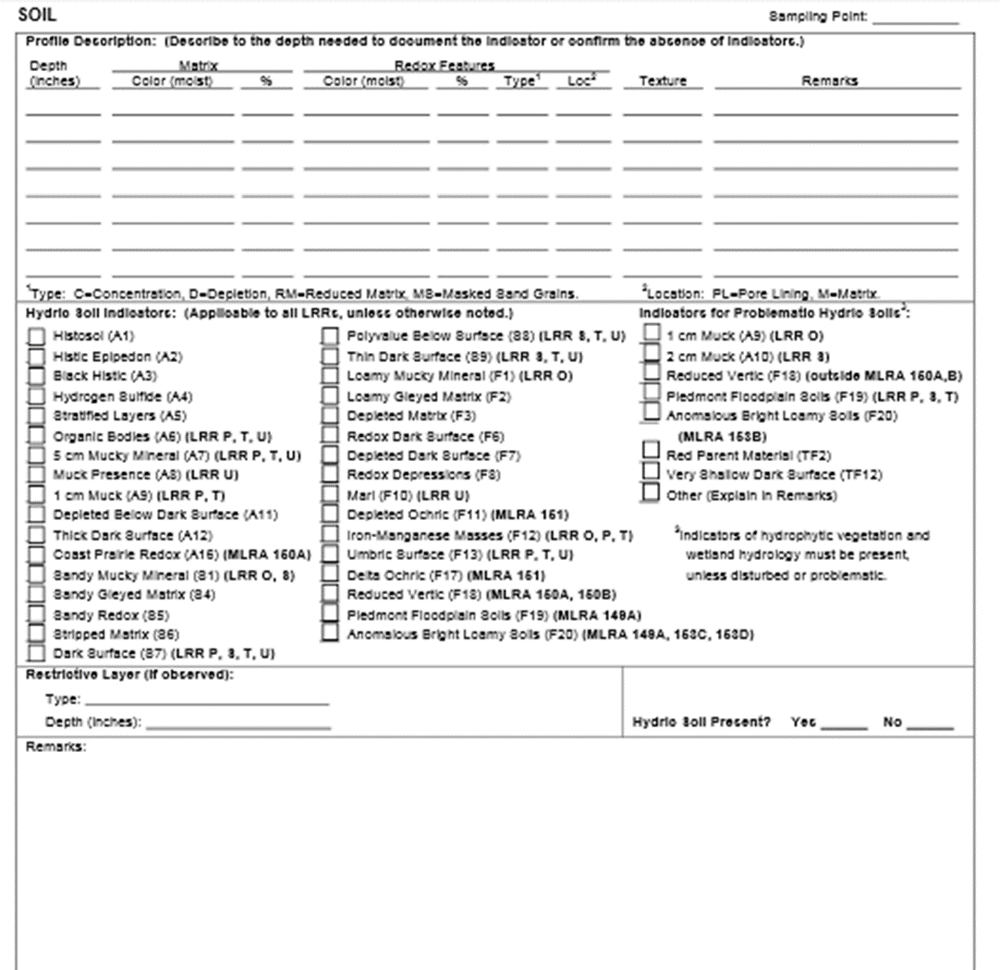 SOIL
Sampling Point:
Profile Description: (Describe to the depth needed to document the indicator or confirm the absence of indicators.)
Depth Matrix Redox Features
(inches) Color (moist) % Color (moist) % Type¹ Loc² Texture Remarks
¹Type: C=Concentration, D=Depletion, RM=Reduced Matrix, MS=Masked Sand Grains. ²Location: PL=Pore Lining, M=Matrix.
Hydric Soil Indicators: (Applicable to all LRRs, unless otherwise noted.)
Histosol (A1)
Histic Epipedon (A2)
Black Histic (A3)
Hydrogen Sulfide (A4)
Stratified Layers (A5)
Organic Bodies (A6) (LRR P, T, U)
5 cm Mucky Mineral (A7) (LRR P, T, U)
Muck Presence (A8) (LRR U)
1 cm Muck (A9) (LRR P, T)
Depleted Below Dark Surface (A11)
Thick Dark Surface (A12)
Coast Prairie Redox (A16) (MLRA 150A)
Sandy Mucky Mineral (S1) (LRR O, S)
Sandy Gleyed Matrix (S4)
Sandy Redox (S5)
Stripped Matrix (S6)
Dark Surface (S7) (LRR P, S, T, U)
Polyvalue Below Surface (S8) (LRR S, T, U)
Thin Dark Surface (S9) (LRR S, T, U)
Loamy Mucky Mineral (F1) (LRR O)
Loamy Gleyed Matrix (F2)
Depleted Matrix (F3)
Redox Dark Surface (F6)
Depleted Dark Surface (F7)
Redox Depressions (F8)
Marl (F10) (LRR U)
Depleted Ochric (F11) (MLRA 151)
Iron-Manganese Masses (F12) (LRR O, P, T)
Umbric Surface (F13) (LRR P, T, U)
Delta Ochric (F17) (MLRA 151)
Reduced Vertic (F18) (MLRA 150A, 150B)
Piedmont Floodplain Soils (F19) (MLRA 149A)
Anomalous Bright Loamy Soils (F20) (MLRA 149A, 153C, 153D)
Indicators for Problematic Hydric Soils³:
1 cm Muck (A9) (LRR O)
2 cm Muck (A10) (LRR S)
Reduced Vertic (F18) (outside MLRA 150A,B)
Piedmont Floodplain Soils (F19) (LRR P, S, T)
Anomalous Bright Loamy Soils (F20)
(MLRA 153B)
Red Parent Material (TF2)
Very Shallow Dark Surface (TF12)
Other (Explain in Remarks)
³Indicators of hydrophytic vegetation and
wetland hydrology must be present,
unless disturbed or problematic.
Restrictive Layer (if observed):
Type:
Depth (inches):
Hydric Soil Present? Yes No
Remarks: